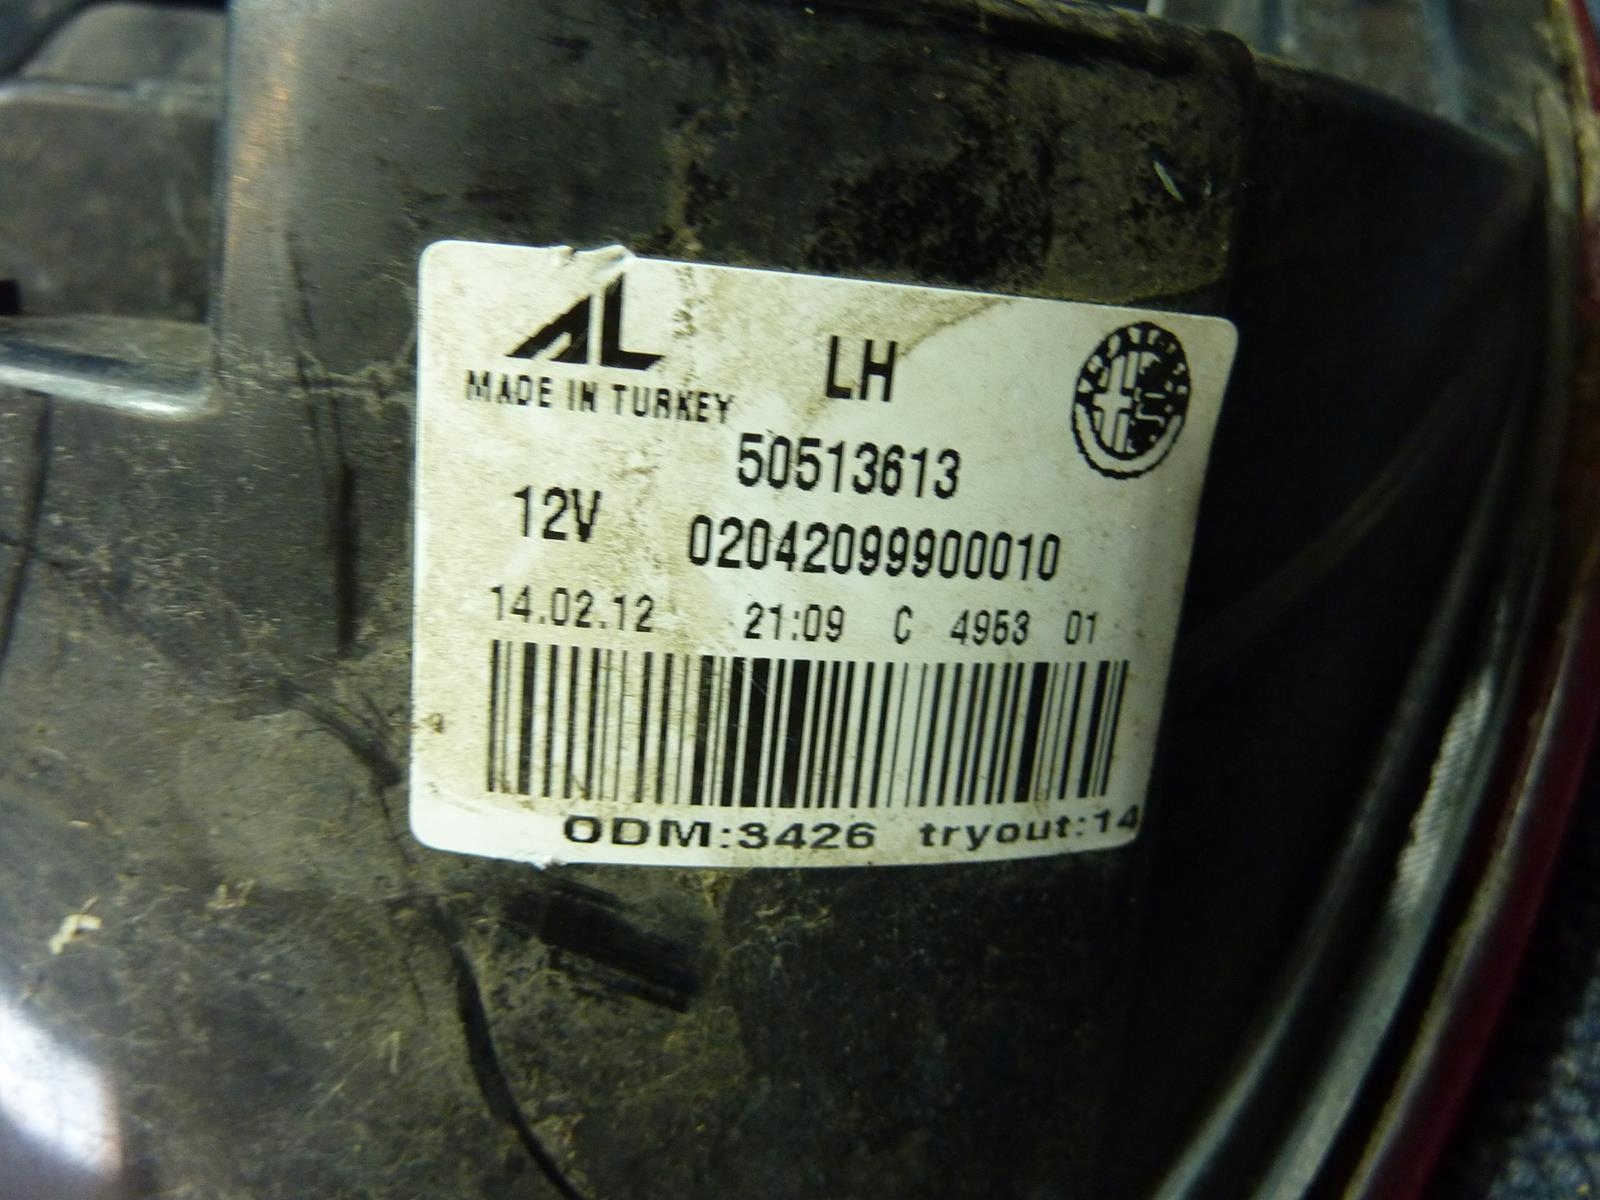 AL LH
MADE IN TURKEY
50513613
12V 02042099900010
14.02.12 21:09 C 4953 01
ODM:3426 tryout:14